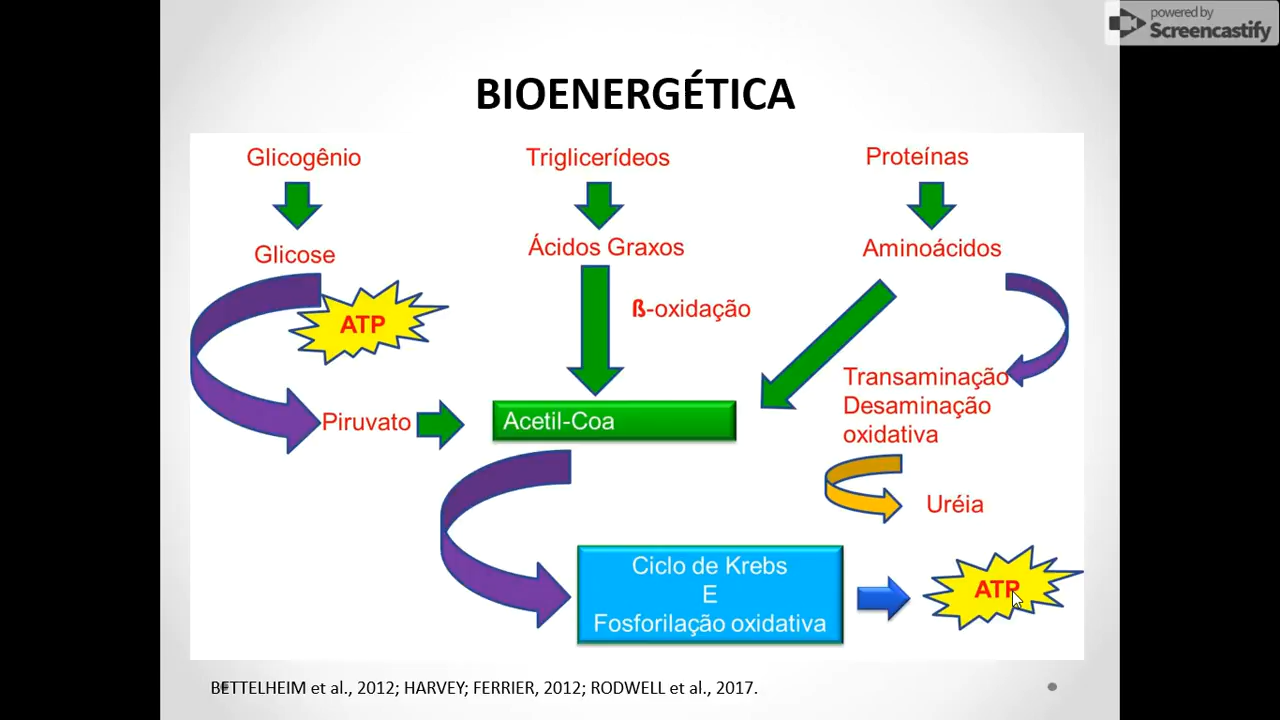 powered by
Screencastify
BIOENERGÉTICA
Glicogênio
Triglicerídeos
Proteínas
Glicose
Ácidos Graxos
Aminoácidos
ATP
ß-oxidação
Piruvato
Acetil-Coa
Transaminação
Desaminação
oxidativa
Uréia
Ciclo de Krebs
E
Fosforilação oxidativa
ATP
BETTELHEIM et al., 2012; HARVEY; FERRIER, 2012; RODWELL et al., 2017.